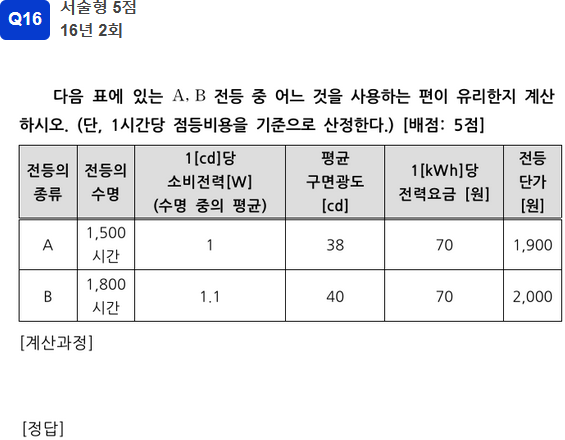 Q16
서술형 5점
16년 2회
다음 표에 있는 A, B 전등 중 어느 것을 사용하는 편이 유리한지 계산
하시오. (단, 1시간당 점등비용을 기준으로 산정한다.) [배점: 5점]
전등의 종류 전등의 수명 1[cd]당 소비전력[W] (수명 중의 평균) 평균 구면광도 [cd] 1[kWh]당 전력요금 [원] 전등 단가 [원]
A 1,500 시간 1 38 70 1,900
B 1,800 시간 1.1 40 70 2,000
[계산과정]
[정답]